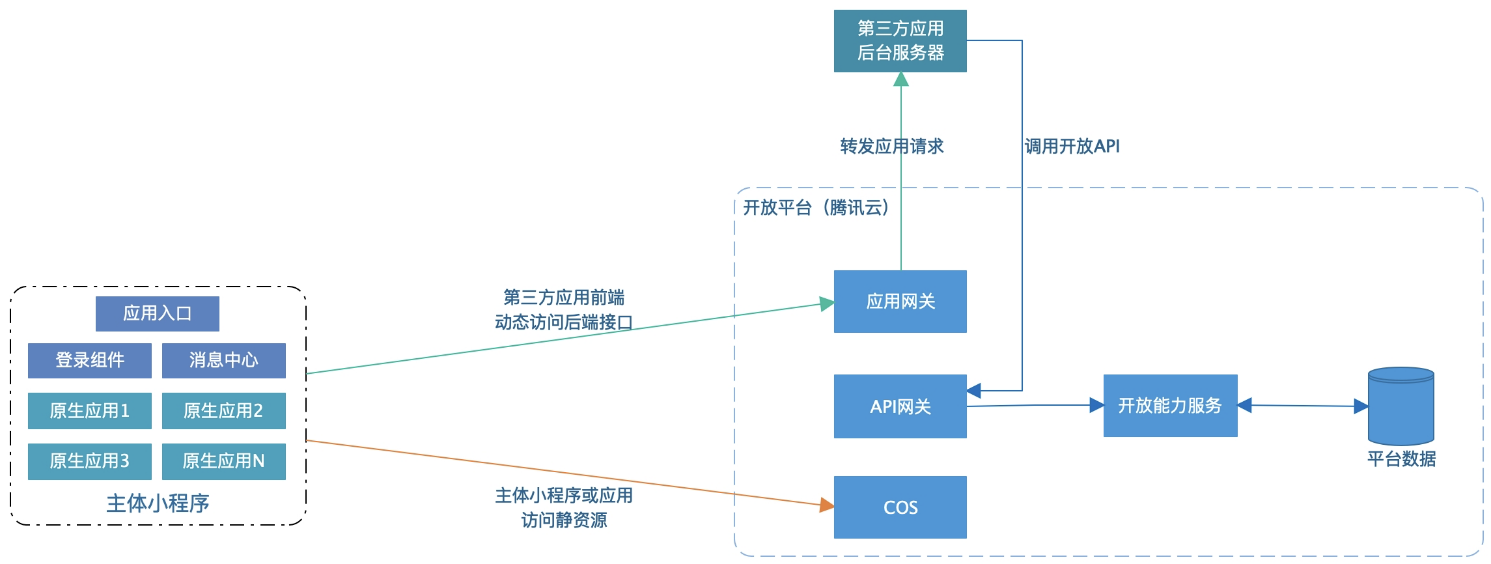 第三方应用
后台服务器
转发应用请求
调用开放API
开放平台（腾讯云）
应用网关
第三方应用前端
动态访问后端接口
应用入口
登录组件
消息中心
原生应用1
原生应用2
原生应用3
原生应用N
主体小程序
API网关
开放能力服务
平台数据
主体小程序或应用
访问静资源
COS